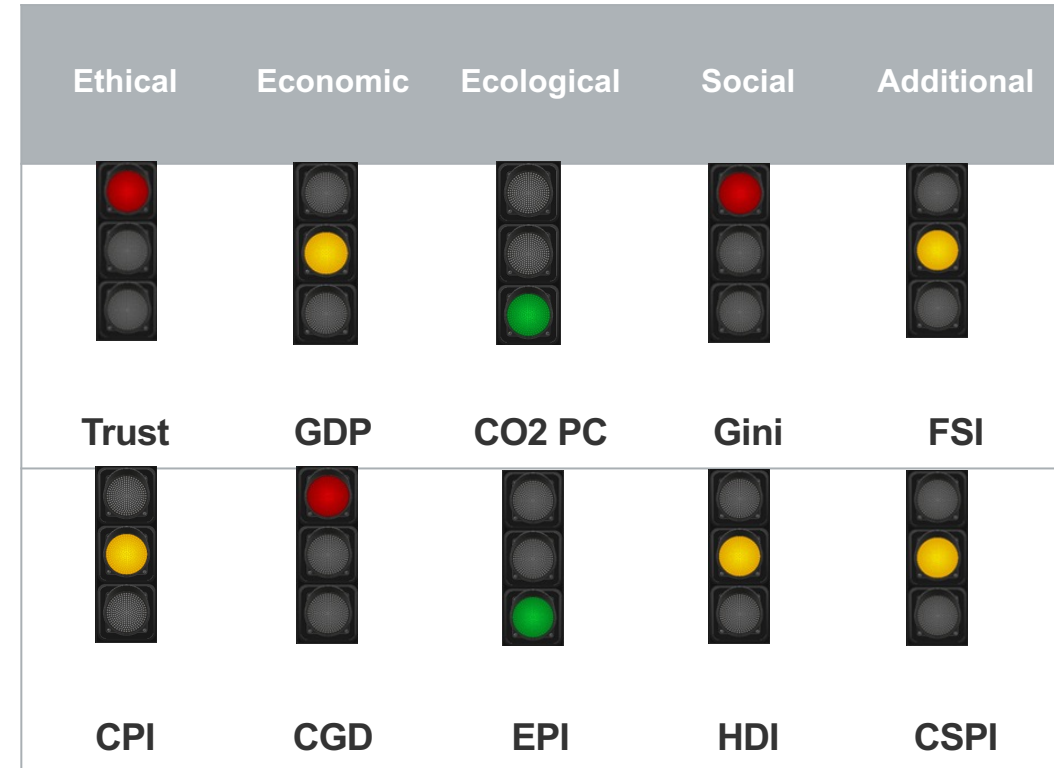 Ethical Economic Ecological Social Additional
Trust GDP CO2 PC Gini FSI
CPI CGD EPI HDI CSPI